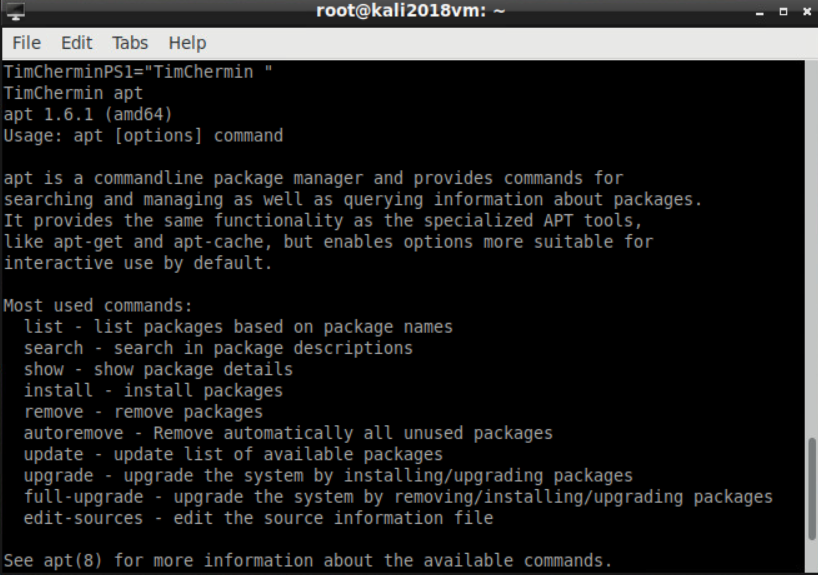 root@kali2018vm: ~
File Edit Tabs Help
TimCherminPS1="TimChermin "
TimChermin apt
apt 1.6.1 (amd64)
Usage: apt [options] command
apt is a commandline package manager and provides commands for
searching and managing as well as querying information about packages.
It provides the same functionality as the specialized APT tools,
like apt-get and apt-cache, but enables options more suitable for
interactive use by default.
Most used commands:
list - list packages based on package names
search - search in package descriptions
show - show package details
install - install packages
remove - remove packages
autoremove - Remove automatically all unused packages
update - update list of available packages
upgrade - upgrade the system by installing/upgrading packages
full-upgrade - upgrade the system by removing/installing/upgrading packages
edit-sources - edit the source information file
See apt(8) for more information about the available commands.